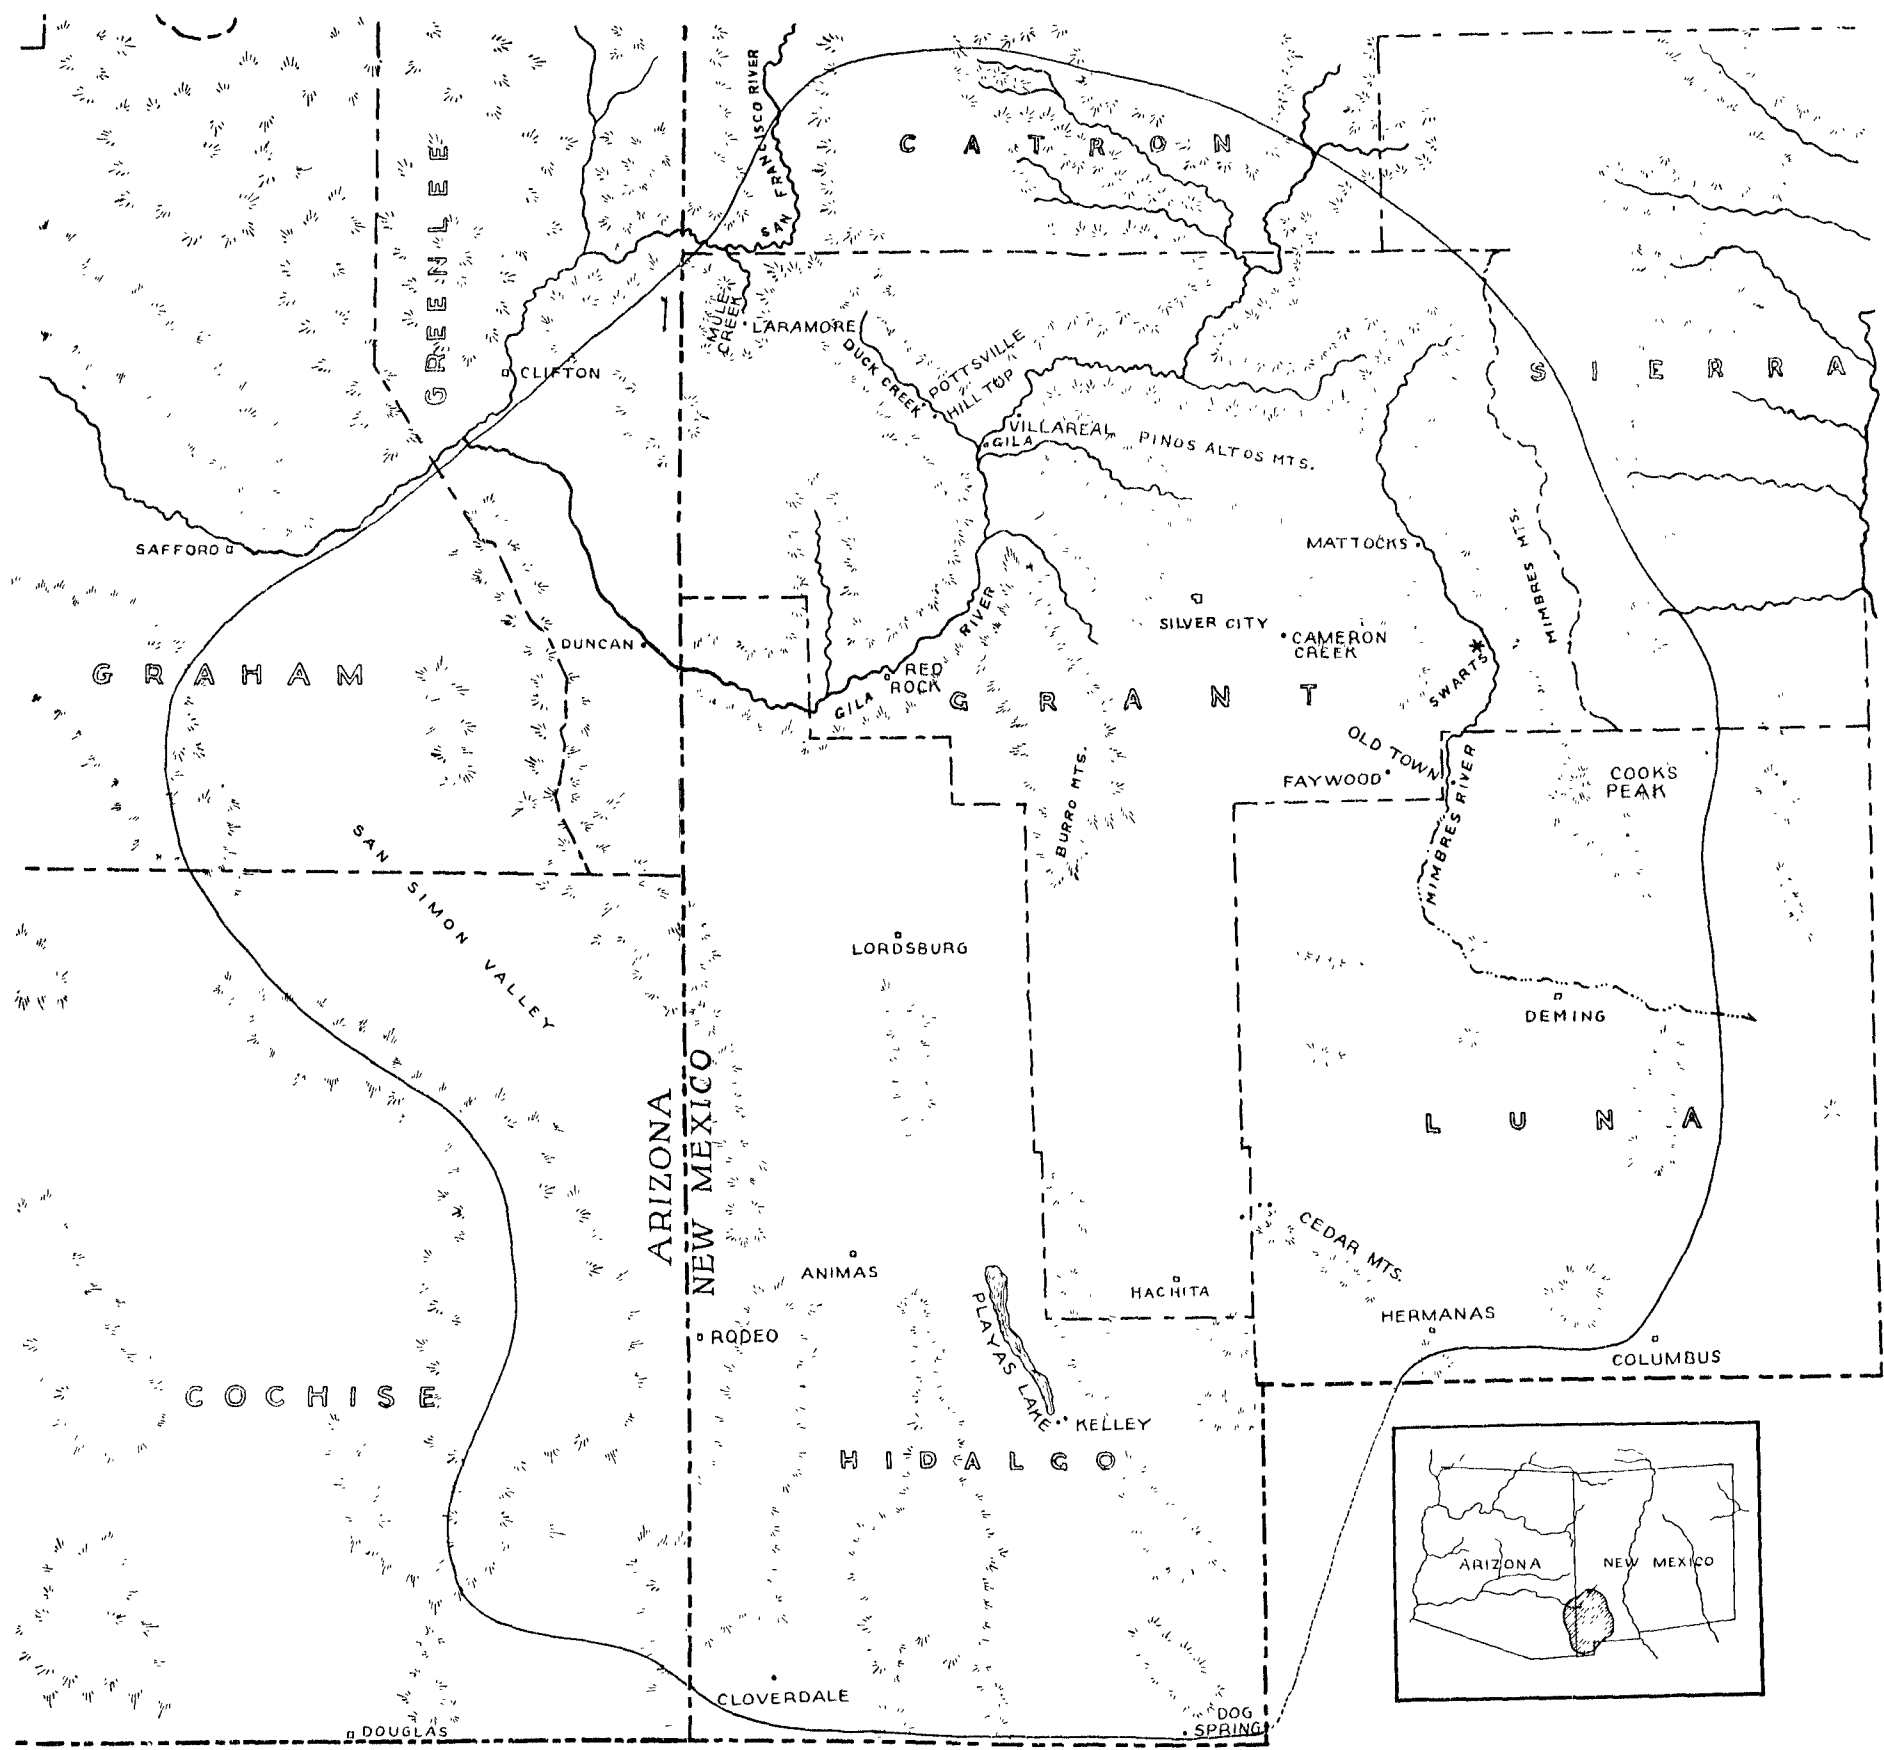 CATRON
SAN FRANCISCO RIVER
GREENLEE
MULE
CREEK
LARAMORE
DUCK CREEK
POTTSVILLE
HILL TOP
SIERRA
CLIFTON
VILLAREAL
GILA
PINOS ALTOS MTS.
SAFFORD
MATTOCKS
MIMBRES MTS.
DUNCAN
SILVER CITY
CAMERON
CREEK
SWARTS
GRAHAM
RED
ROCK
GILA RIVER
GRANT
OLD TOWN
FAYWOOD
MIMBRES RIVER
COOKS
PEAK
BURRO MTS.
SAN SIMON VALLEY
LORDSBURG
DEMING
ARIZONA
NEW MEXICO
LUNA
CEDAR MTS.
ANIMAS
HACHITA
PLAYAS LAKE
HERMANAS
RODEO
COLUMBUS
COCHISE
KELLEY
HIDALGO
ARIZONA
NEW MEXICO
CLOVERDALE
DOG
SPRING
DOUGLAS